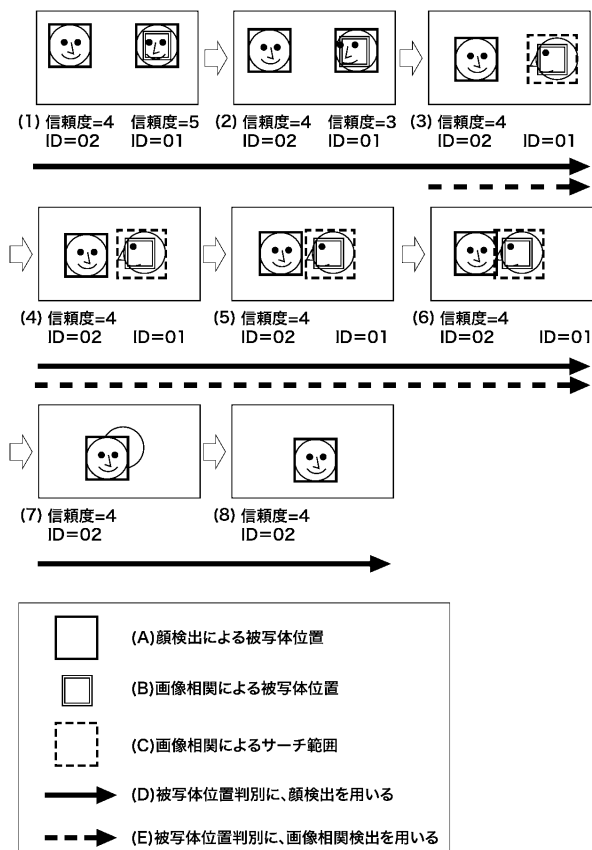 (1) 信頼度=4 信頼度=5 (2) 信頼度=4 信頼度=3 (3) 信頼度=4
ID=02 ID=01 ID=02 ID=01 ID=02 ID=01
(4) 信頼度=4 (5) 信頼度=4 (6) 信頼度=4
ID=02 ID=01 ID=02 ID=01 ID=02 ID=01
(7) 信頼度=4 (8) 信頼度=4
ID=02 ID=02
(A)顔検出による被写体位置
(B)画像相関による被写体位置
(C)画像相関によるサーチ範囲
(D)被写体位置判別に、顔検出を用いる
(E)被写体位置判別に、画像相関検出を用いる